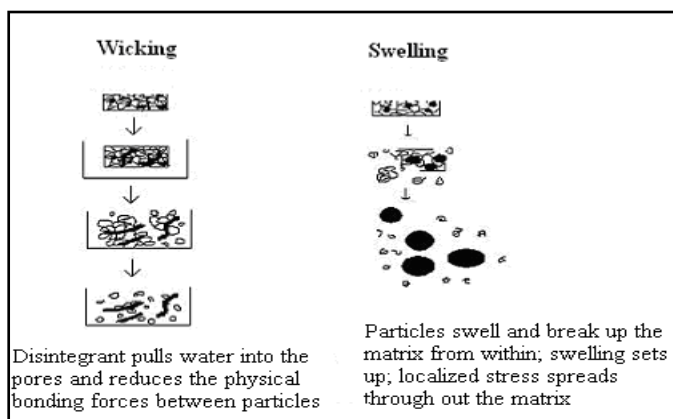 Wicking
Disintegrant pulls water into the
pores and reduces the physical
bonding forces between particles
Swelling
Particles swell and break up the
matrix from within; swelling sets
up; localized stress spreads
through out the matrix